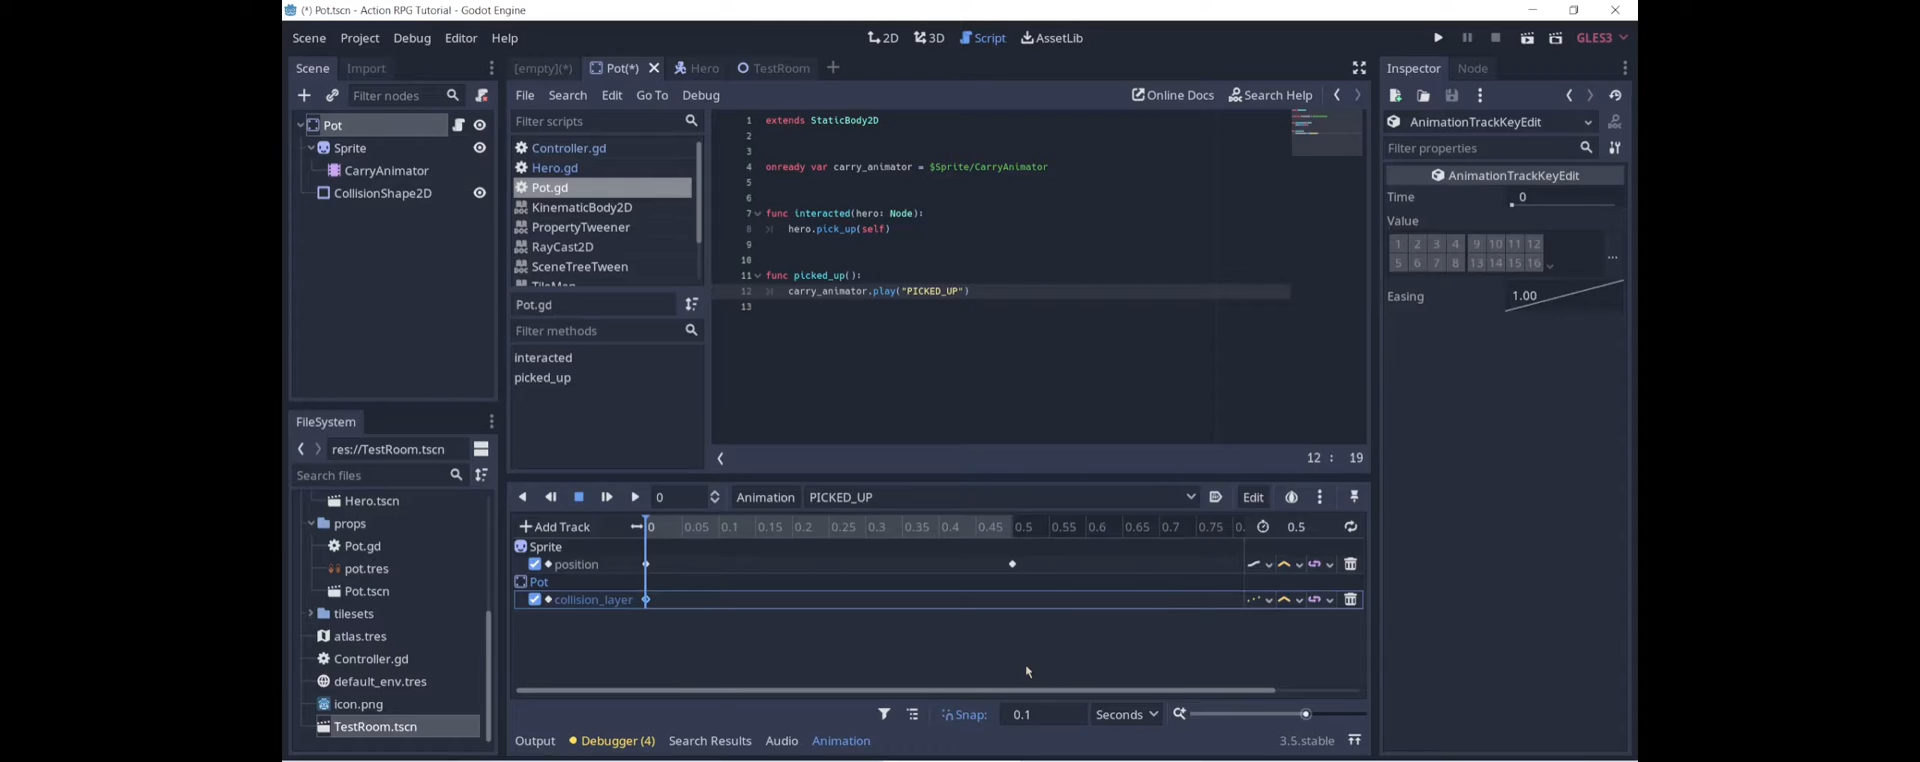 (*) Pot.tscn - Action RPG Tutorial - Godot Engine
Scene Project Debug Editor Help
2D 3D Script AssetLib
GLES3
Scene Import
[empty](*) Pot(*) Hero TestRoom
Inspector Node
Filter nodes
File Search Go To Debug
Edit
Online Docs Search Help
Pot
Sprite
CarryAnimator
CollisionShape2D
Filter scripts
Controller.gd
Hero.gd
Pot.gd
KinematicBody2D
PropertyTweener
RayCast2D
SceneTreeTween
TileMap
Pot.gd
Filter methods
interacted
picked_up
1 extends StaticBody2D
2
3
4 onready var carry_animator = $Sprite/CarryAnimator
5
6
7 func interacted(hero: Node):
8 hero.pick_up(self)
9
10
11 func picked_up():
12 carry_animator.play("PICKED_UP")
13
12 : 19
AnimationTrackKeyEdit
Filter properties
AnimationTrackKeyEdit
Time 0
Value
1 2 3 4 9 10 11 12
5 6 7 8 13 14 15 16
...
Easing 1.00
FileSystem
res://TestRoom.tscn
Search files
Hero.tscn
props
Pot.gd
pot.tres
Pot.tscn
tilesets
atlas.tres
Controller.gd
default_env.tres
icon.png
TestRoom.tscn
0 Animation PICKED_UP Edit
Add Track 0 0.05 0.1 0.15 0.2 0.25 0.3 0.35 0.4 0.45 0.5 0.55 0.6 0.65 0.7 0.75 0. 0.5
Sprite
position
Pot
collision_layer
Snap: 0.1 Seconds
Output Debugger (4) Search Results Audio Animation 3.5.stable